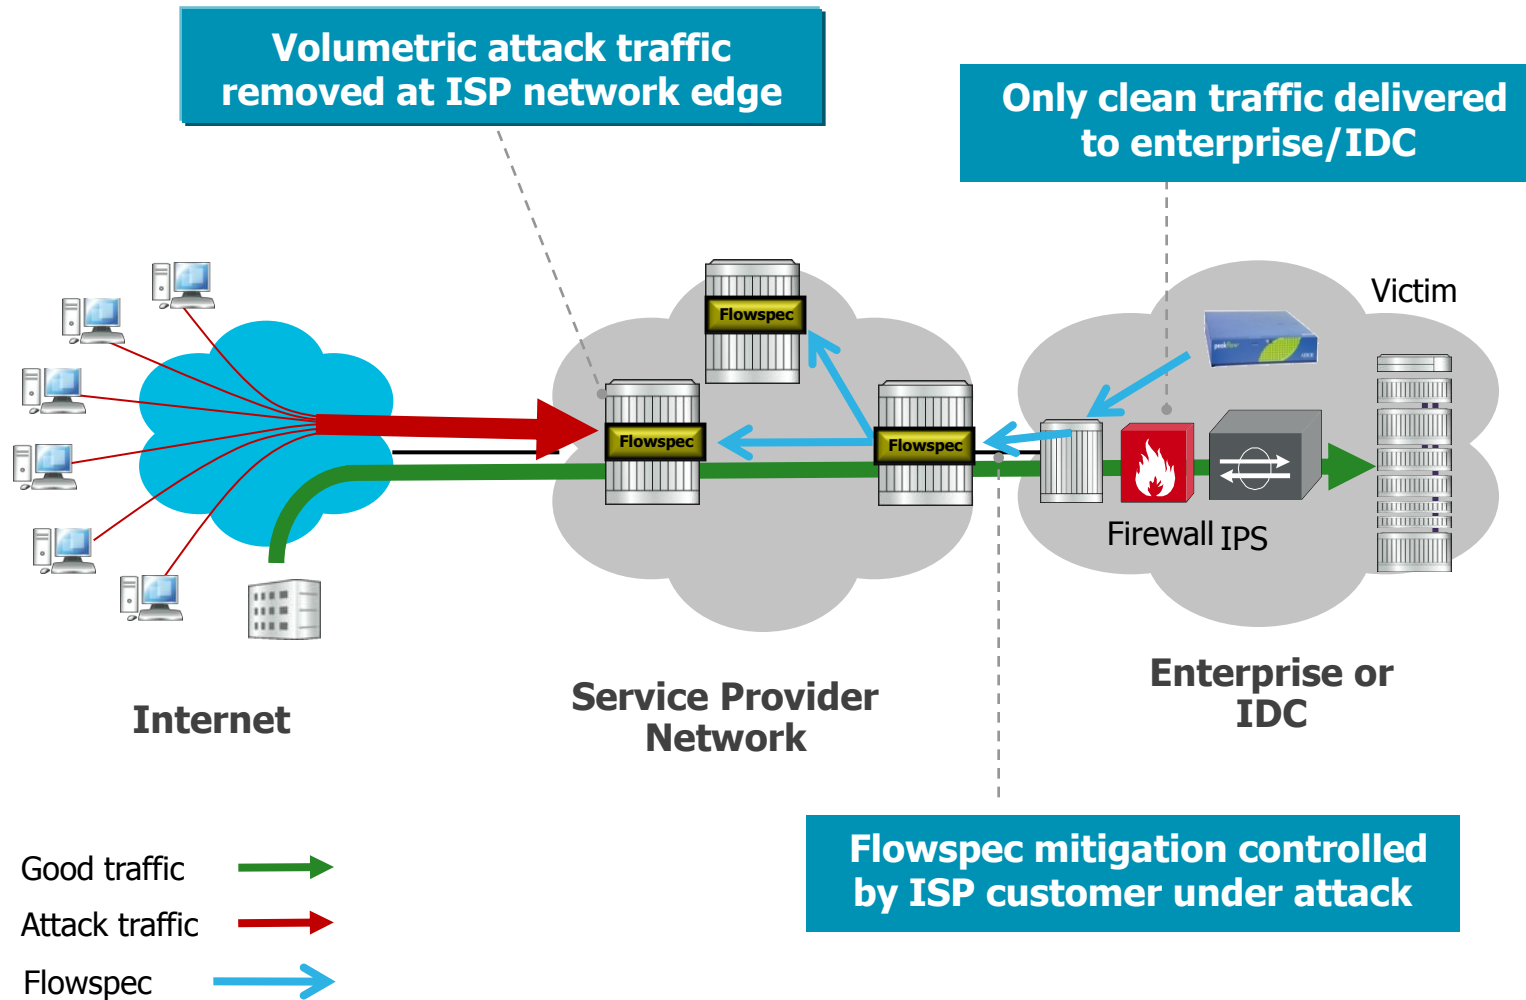 Volumetric attack traffic
removed at ISP network edge
Only clean traffic delivered
to enterprise/IDC
Flowspec
Flowspec
Flowspec
Victim
peakflow
Firewall
IPS
Internet
Service Provider
Network
Enterprise or
IDC
Flowspec mitigation controlled
by ISP customer under attack
Good traffic
Attack traffic
Flowspec